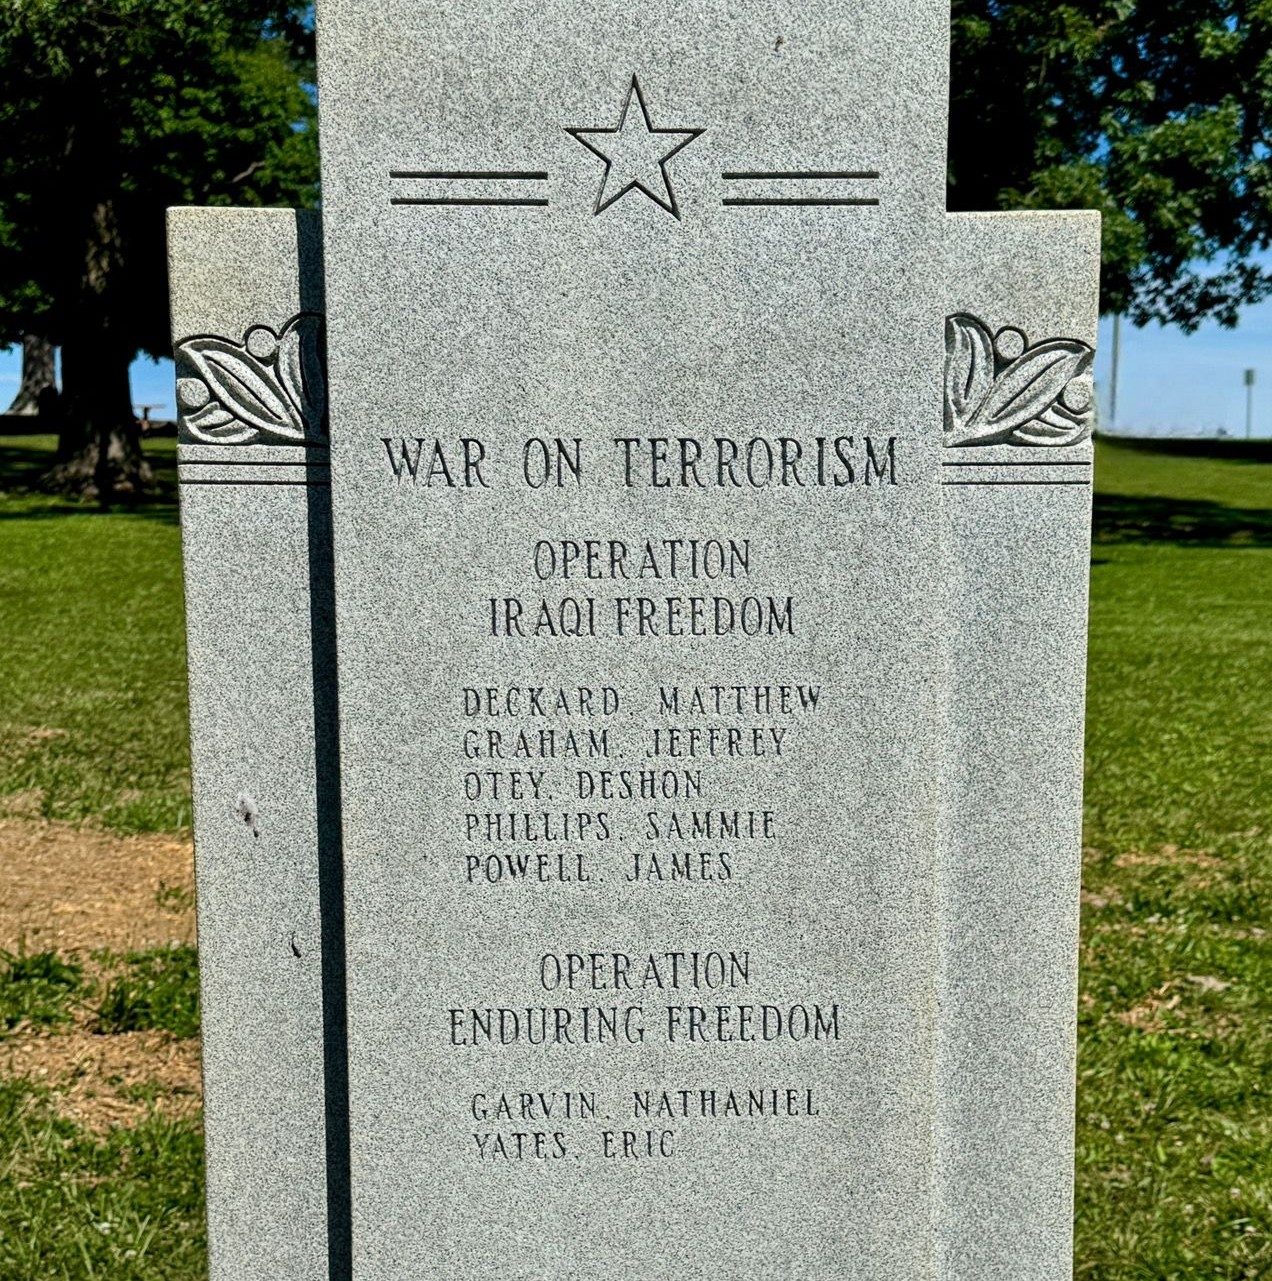 WAR ON TERRORISM
OPERATION
IRAQI FREEDOM
DECKARD, MATTHEW
GRAHAM, JEFFREY
OTEY, DESHON
PHILLIPS, SAMMIE
POWELL, JAMES
OPERATION
ENDURING FREEDOM
GARVIN, NATHANIEL
YATES, ERIC